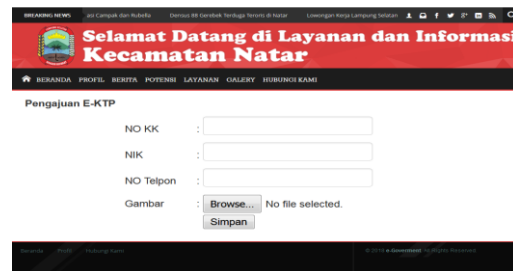 BREAKING NEWS asi Campak dan Rubella Densus 88 Gerebek Terduga Teroris di Natar Lowongan Kerja Lampung Selatan
Selamat Datang di Layanan dan Informasi
Kecamatan Natar
BERANDA PROFIL BERITA POTENSI LAYANAN GALERY HUBUNGI KAMI
Pengajuan E-KTP
NO KK :
NIK :
NO Telpon :
Gambar : Browse... No file selected.
Simpan
Beranda Profil Hubungi Kami © 2018 e-Goverment. All Rights Reserved